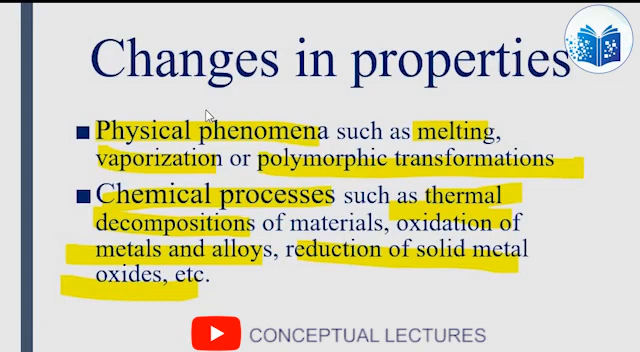 Changes in properties
■ Physical phenomena such as melting,
vaporization or polymorphic transformations
■ Chemical processes such as thermal
decompositions of materials, oxidation of
metals and alloys, reduction of solid metal
oxides, etc.
CONCEPTUAL LECTURES